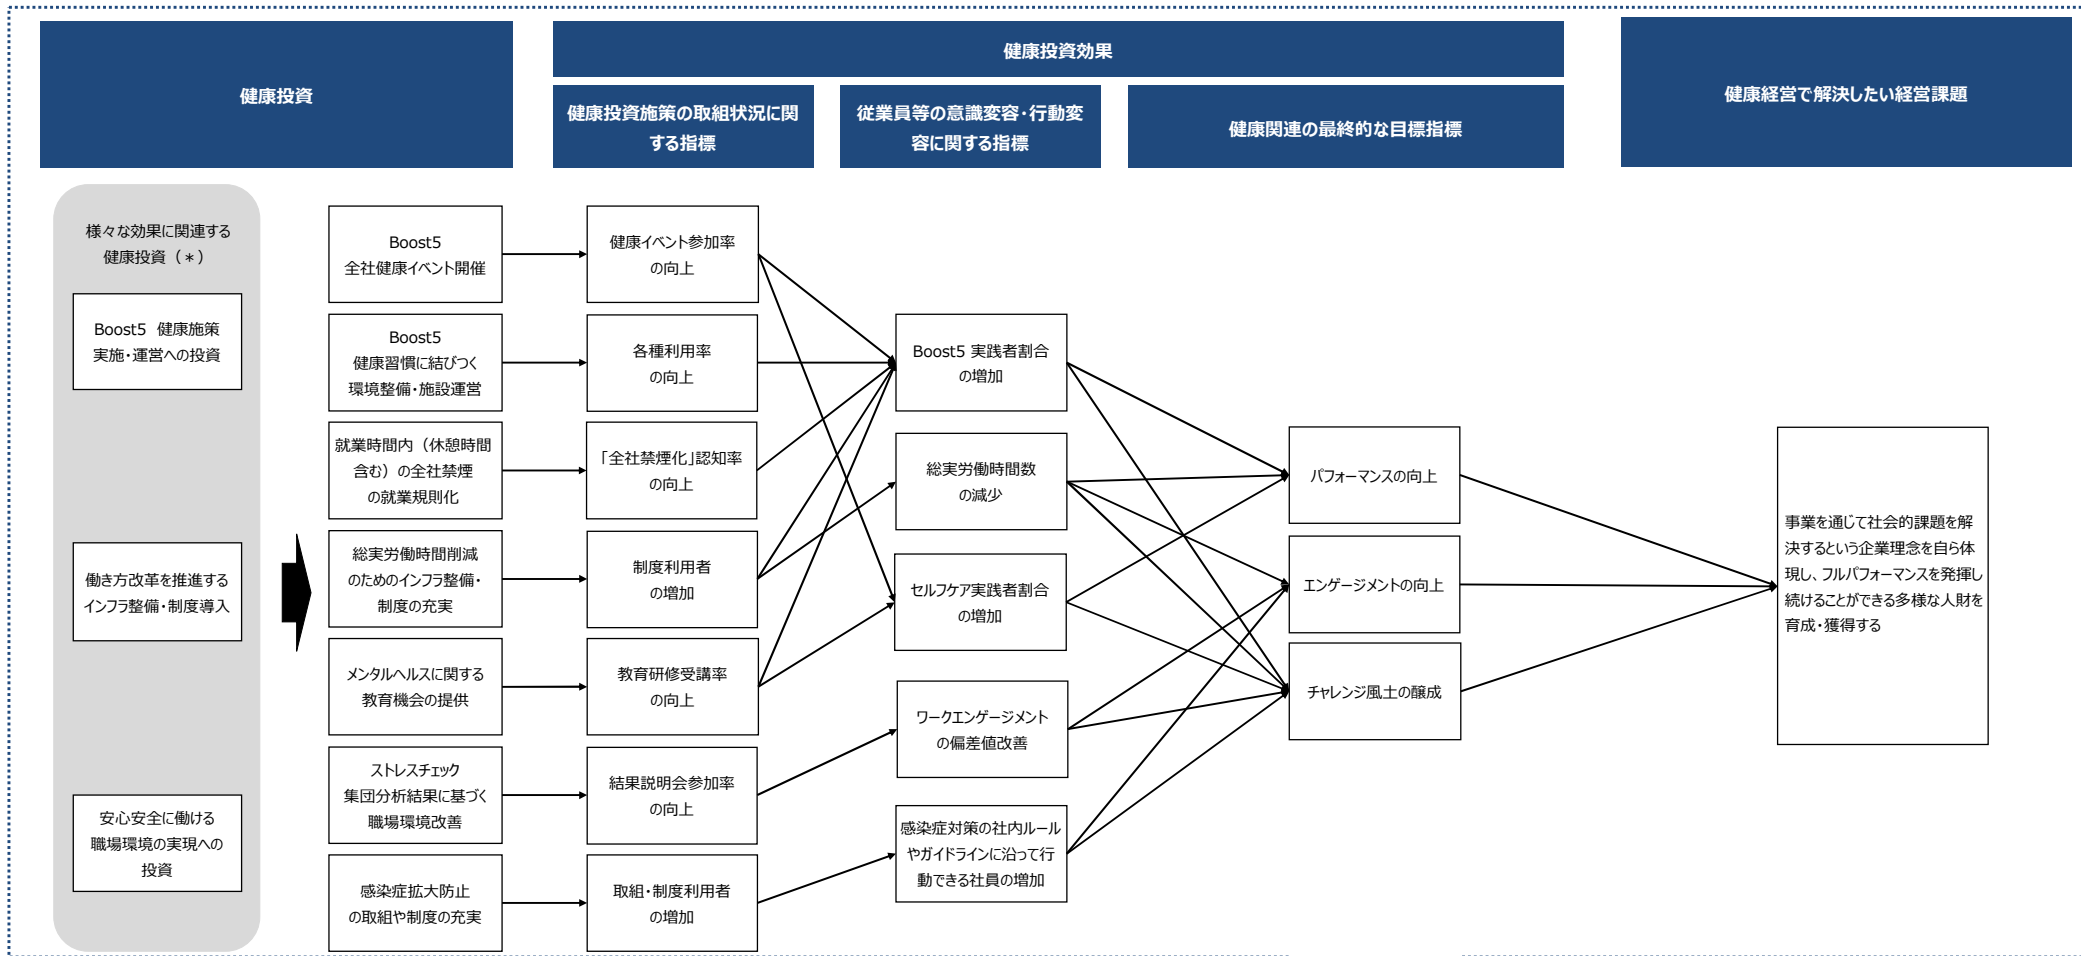 健康投資
健康投資効果
健康投資施策の取組状況に関
する指標
従業員等の意識変容・行動変
容に関する指標
健康関連の最終的な目標指標
健康経営で解決したい経営課題
様々な効果に関連する
健康投資（＊）
Boost5 健康施策
実施・運営への投資
働き方改革を推進する
インフラ整備・制度導入
安心安全に働ける
職場環境の実現への
投資
Boost5
全社健康イベント開催
Boost5
健康習慣に結びつく
環境整備・施設運営
就業時間内（休憩時間
含む）の全社禁煙
の就業規則化
総実労働時間削減
のためのインフラ整備・
制度の充実
メンタルヘルスに関する
教育機会の提供
ストレスチェック
集団分析結果に基づく
職場環境改善
感染症拡大防止
の取組や制度の充実
健康イベント参加率
の向上
各種利用率
の向上
「全社禁煙化」認知率
の向上
制度利用者
の増加
教育研修受講率
の向上
結果説明会参加率
の向上
取組・制度利用者
の増加
Boost5 実践者割合
の増加
総実労働時間数
の減少
セルフケア実践者割合
の増加
ワークエンゲージメント
の偏差値改善
感染症対策の社内ルール
やガイドラインに沿って行
動できる社員の増加
パフォーマンスの向上
エンゲージメントの向上
チャレンジ風土の醸成
事業を通じて社会的課題を解
決するという企業理念を自ら体
現し、フルパフォーマンスを発揮し
続けることができる多様な人財を
育成・獲得する